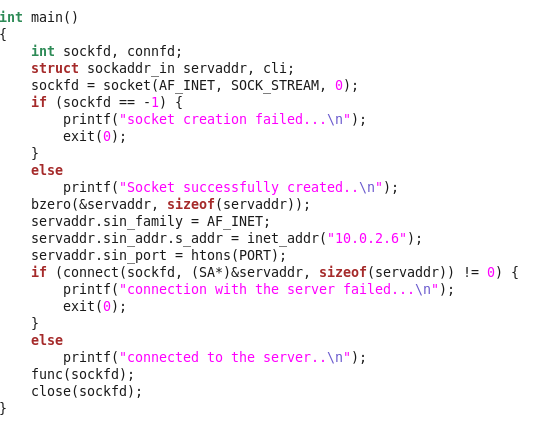 int main()
{
    int sockfd, connfd;
    struct sockaddr_in servaddr, cli;
    sockfd = socket(AF_INET, SOCK_STREAM, 0);
    if (sockfd == -1) {
        printf("socket creation failed...\n");
        exit(0);
    }
    else
        printf("Socket successfully created..\n");
    bzero(&servaddr, sizeof(servaddr));
    servaddr.sin_family = AF_INET;
    servaddr.sin_addr.s_addr = inet_addr("10.0.2.6");
    servaddr.sin_port = htons(PORT);
    if (connect(sockfd, (SA*)&servaddr, sizeof(servaddr)) != 0) {
        printf("connection with the server failed...\n");
        exit(0);
    }
    else
        printf("connected to the server..\n");
    func(sockfd);
    close(sockfd);
}